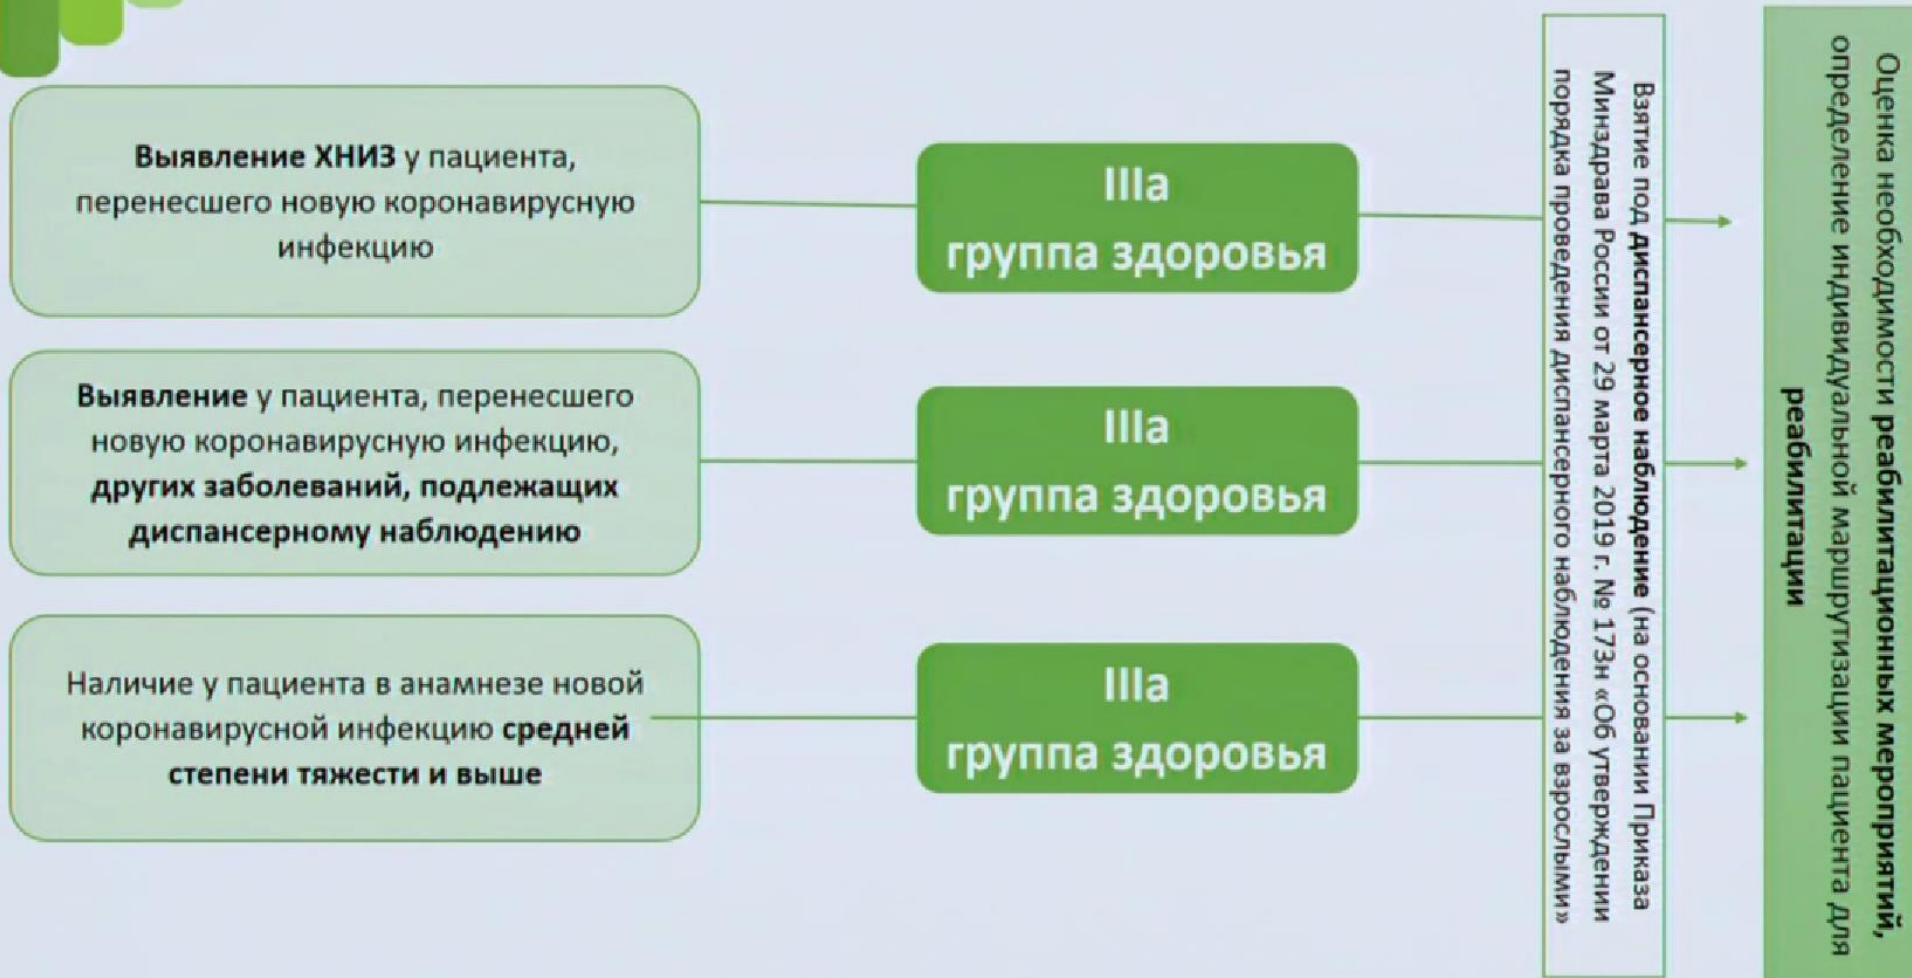 Выявление ХНИЗ у пациента,
перенесшего новую коронавирусную
инфекцию
IIIа
группа здоровья
Выявление у пациента, перенесшего
новую коронавирусную инфекцию,
других заболеваний, подлежащих
диспансерному наблюдению
IIIа
группа здоровья
Наличие у пациента в анамнезе новой
коронавирусной инфекцию средней
степени тяжести и выше
IIIа
группа здоровья
Взятие под диспансерное наблюдение (на основании Приказа
Минздрава России от 29 марта 2019 г. № 173н «Об утверждении
порядка проведения диспансерного наблюдения за взрослыми»
Оценка необходимости реабилитационных мероприятий,
определение индивидуальной маршрутизации пациента для
реабилитации